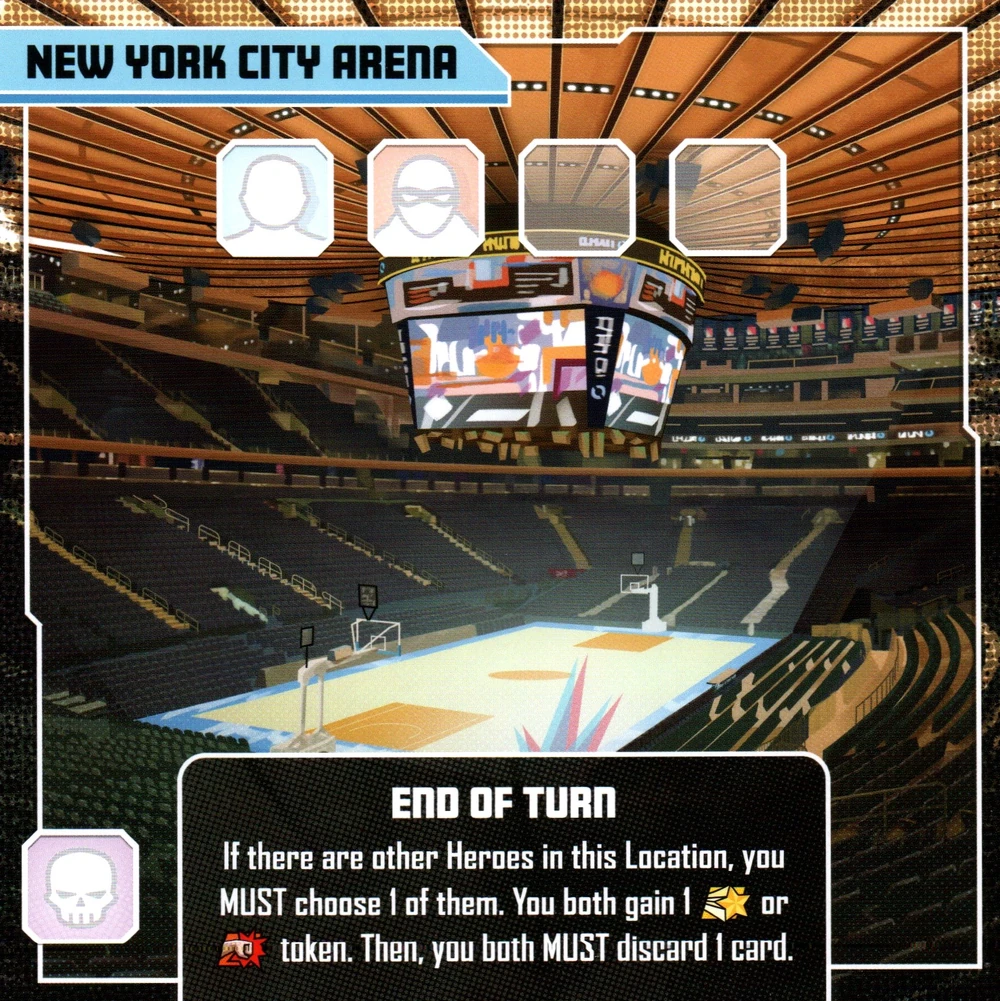 NEW YORK CITY ARENA
END OF TURN
If there are other Heroes in this Location, you
MUST choose 1 of them. You both gain 1 or
token. Then, you both MUST discard 1 card.